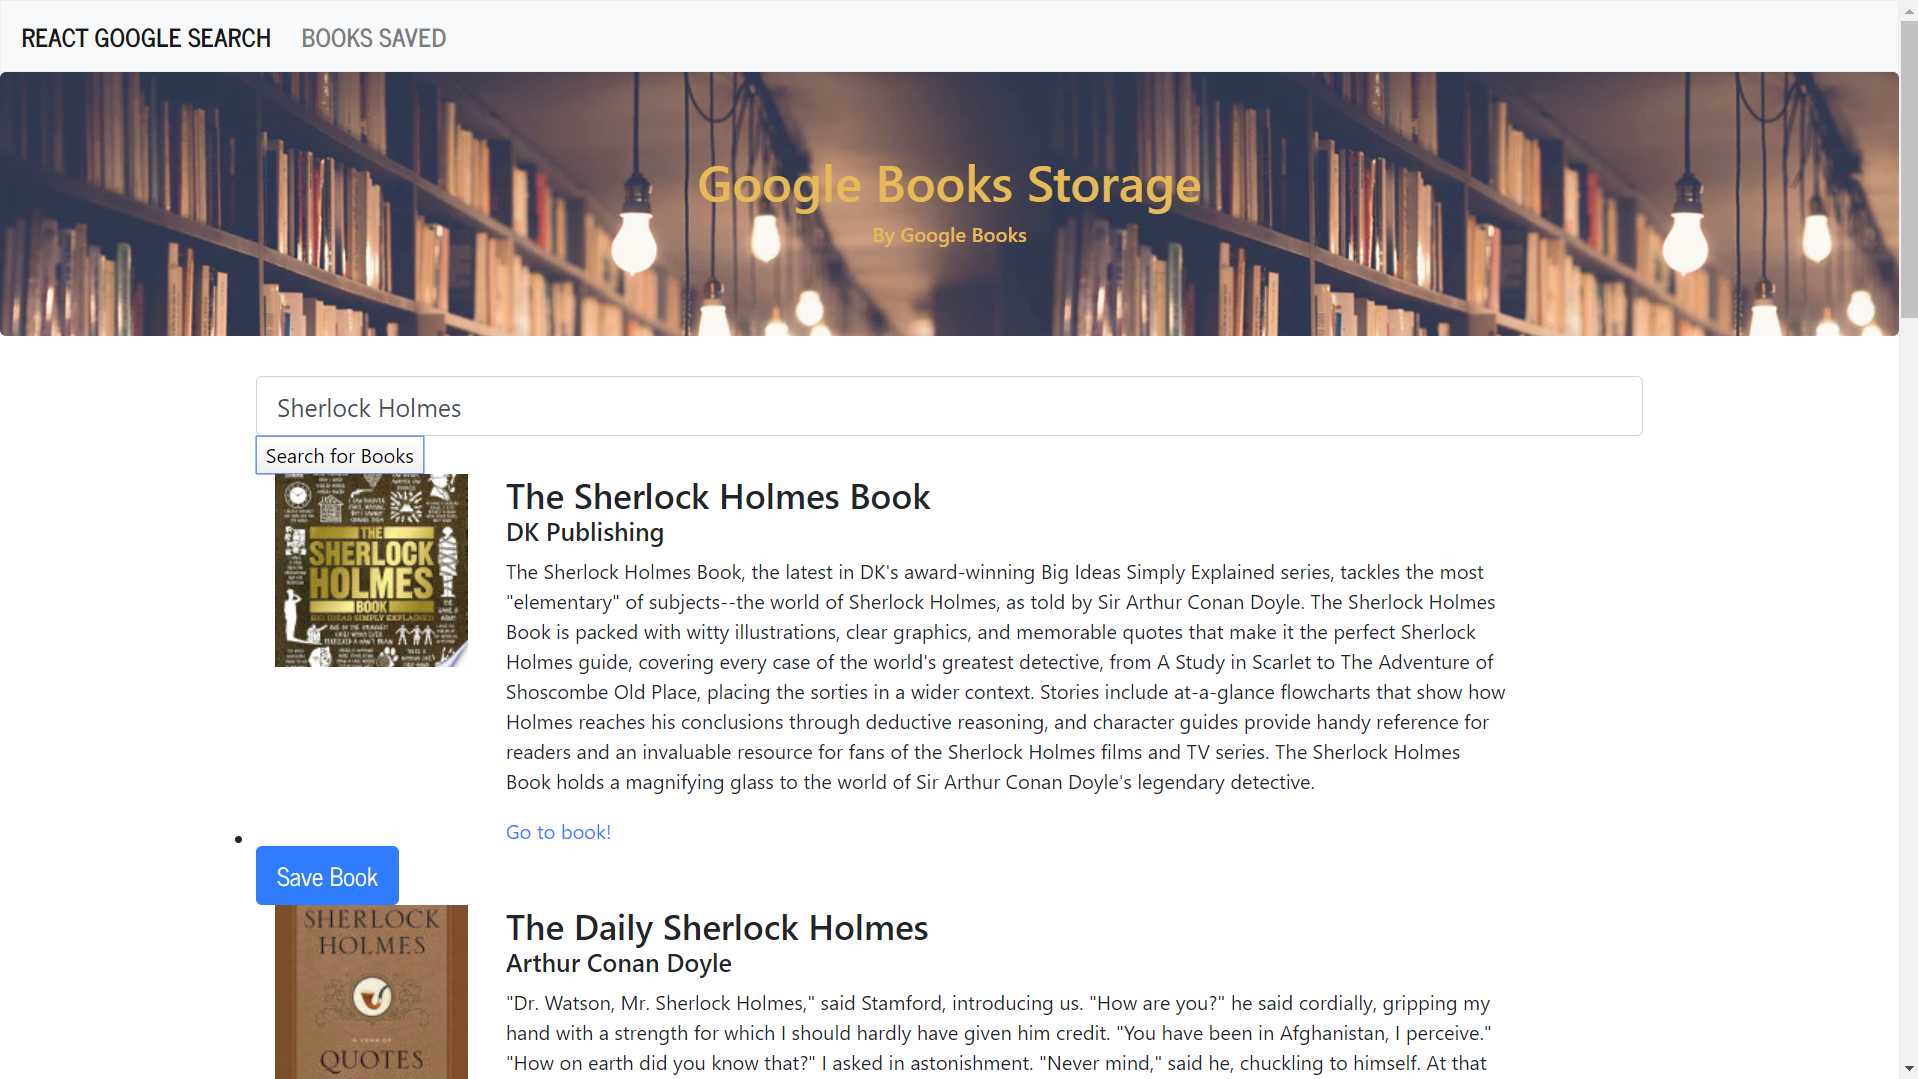 REACT GOOGLE SEARCH BOOKS SAVED
Google Books Storage
By Google Books
Sherlock Holmes
Search for Books
THE
SHERLOCK
HOLMES
BOOK
BIG IDEAS SIMPLY EXPLAINED
The Sherlock Holmes Book
DK Publishing
The Sherlock Holmes Book, the latest in DK's award-winning Big Ideas Simply Explained series, tackles the most
"elementary" of subjects--the world of Sherlock Holmes, as told by Sir Arthur Conan Doyle. The Sherlock Holmes
Book is packed with witty illustrations, clear graphics, and memorable quotes that make it the perfect Sherlock
Holmes guide, covering every case of the world's greatest detective, from A Study in Scarlet to The Adventure of
Shoscombe Old Place, placing the sorties in a wider context. Stories include at-a-glance flowcharts that show how
Holmes reaches his conclusions through deductive reasoning, and character guides provide handy reference for
readers and an invaluable resource for fans of the Sherlock Holmes films and TV series. The Sherlock Holmes
Book holds a magnifying glass to the world of Sir Arthur Conan Doyle's legendary detective.
Go to book!
Save Book
SHERLOCK
HOLMES
A YEAR OF
QUOTES
The Daily Sherlock Holmes
Arthur Conan Doyle
"Dr. Watson, Mr. Sherlock Holmes," said Stamford, introducing us. "How are you?" he said cordially, gripping my
hand with a strength for which I should hardly have given him credit. "You have been in Afghanistan, I perceive."
"How on earth did you know that?" I asked in astonishment. "Never mind," said he, chuckling to himself. At that